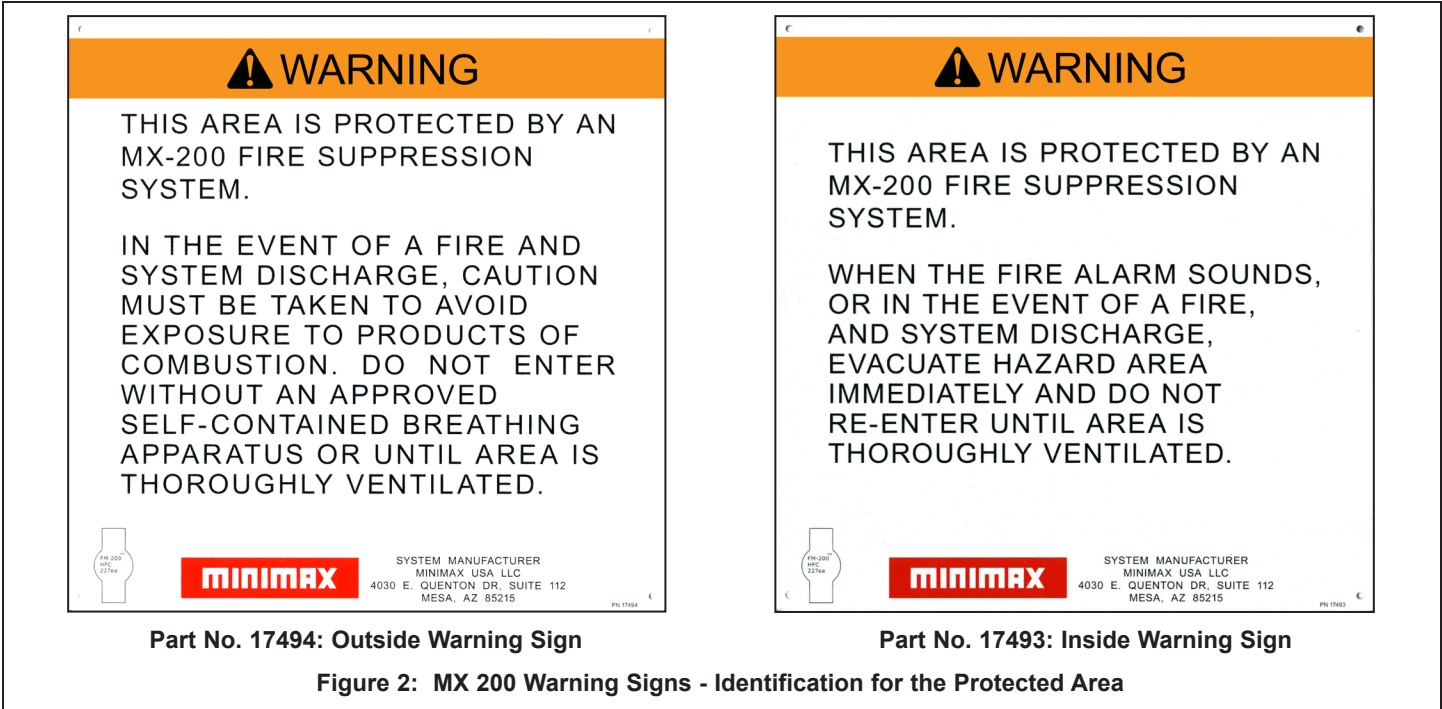 WARNING
THIS AREA IS PROTECTED BY AN
MX-200 FIRE SUPPRESSION
SYSTEM.
IN THE EVENT OF A FIRE AND
SYSTEM DISCHARGE, CAUTION
MUST BE TAKEN TO AVOID
EXPOSURE TO PRODUCTS OF
COMBUSTION. DO NOT ENTER
WITHOUT AN APPROVED
SELF-CONTAINED BREATHING
APPARATUS OR UNTIL AREA IS
THOROUGHLY VENTILATED.
FM-200™
HFC
227ea
MINIMAX
SYSTEM MANUFACTURER
MINIMAX USA LLC
4030 E. QUENTON DR, SUITE 112
MESA, AZ 85215
PN 17494
Part No. 17494: Outside Warning Sign
WARNING
THIS AREA IS PROTECTED BY AN
MX-200 FIRE SUPPRESSION
SYSTEM.
WHEN THE FIRE ALARM SOUNDS,
OR IN THE EVENT OF A FIRE,
AND SYSTEM DISCHARGE,
EVACUATE HAZARD AREA
IMMEDIATELY AND DO NOT
RE-ENTER UNTIL AREA IS
THOROUGHLY VENTILATED.
FM-200™
HFC
227ea
MINIMAX
SYSTEM MANUFACTURER
MINIMAX USA LLC
4030 E. QUENTON DR, SUITE 112
MESA, AZ 85215
PN 17493
Part No. 17493: Inside Warning Sign
Figure 2: MX 200 Warning Signs - Identification for the Protected Area